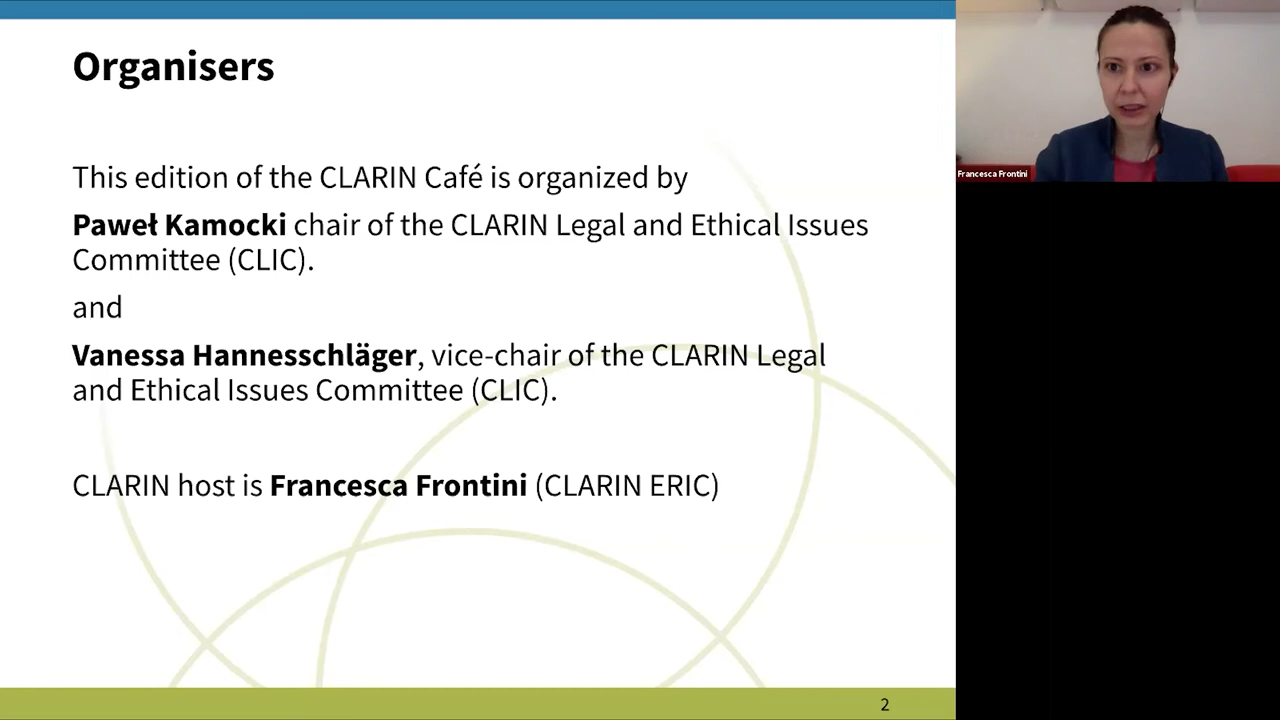 Organisers
This edition of the CLARIN Café is organized by
Paweł Kamocki chair of the CLARIN Legal and Ethical Issues
Committee (CLIC).
and
Vanessa Hannesschläger, vice-chair of the CLARIN Legal
and Ethical Issues Committee (CLIC).
CLARIN host is Francesca Frontini (CLARIN ERIC)
2
Francesca Frontini